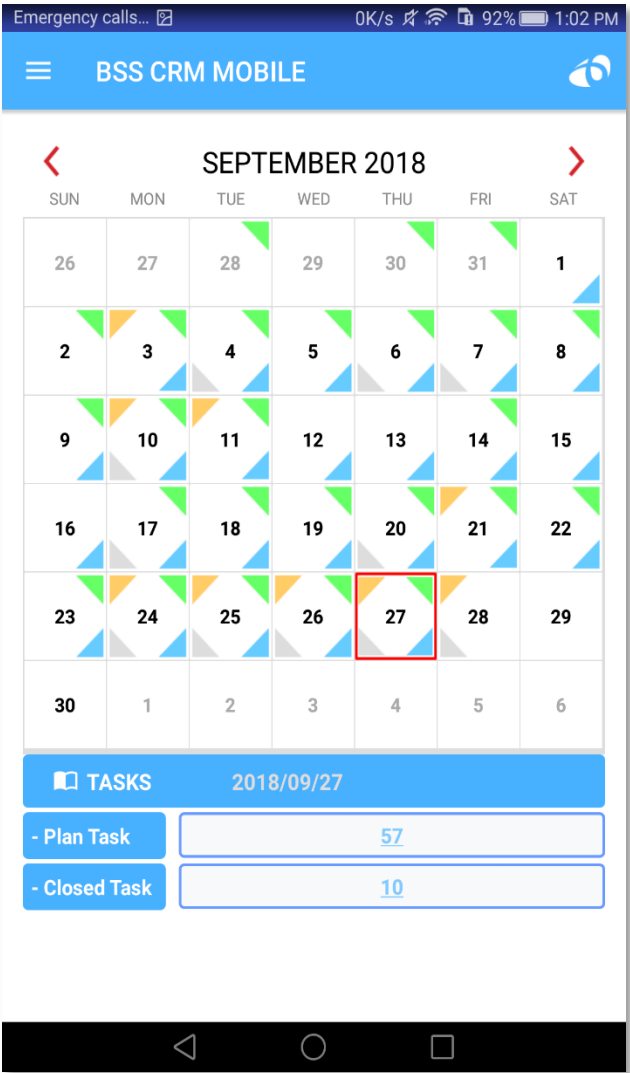 Emergency calls... 0K/s 92% 1:02 PM
BSS CRM MOBILE
SEPTEMBER 2018
SUN MON TUE WED THU FRI SAT
26 27 28 29 30 31 1
2 3 4 5 6 7 8
9 10 11 12 13 14 15
16 17 18 19 20 21 22
23 24 25 26 27 28 29
30 1 2 3 4 5 6
TASKS 2018/09/27
- Plan Task 57
- Closed Task 10